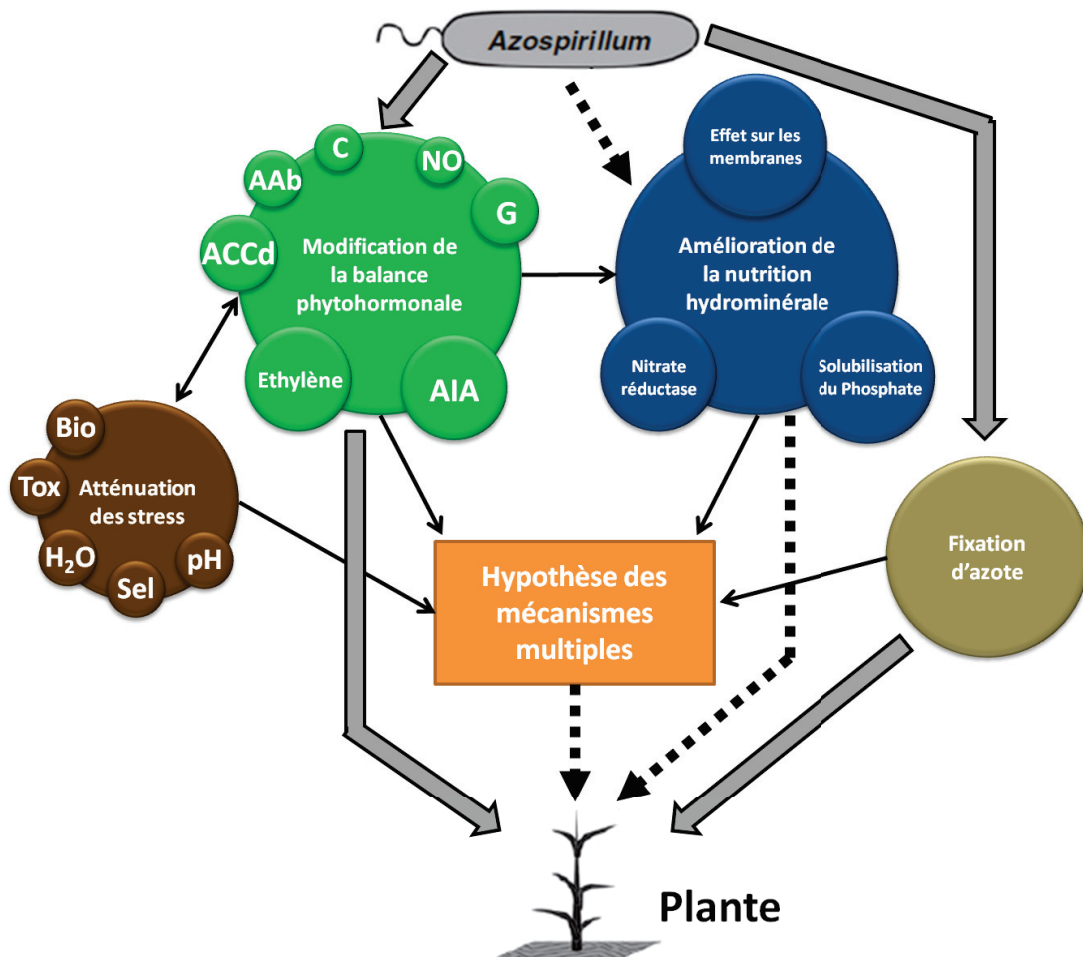 Azospirillum
C
NO
AAb
G
ACCd
Modification de
la balance
phytohormonale
Ethylène
AIA
Effet sur les
membranes
Amélioration de
la nutrition
hydrominérale
Nitrate
réductase
Solubilisation
du Phosphate
Bio
Tox
Atténuation
des stress
H₂O
pH
Sel
Hypothèse des
mécanismes
multiples
Fixation
d'azote
Plante